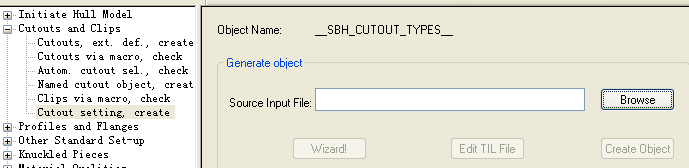 Initiate Hull Model
Cutouts and Clips
Cutouts, ext. def., create
Cutouts via macro, check
Autom. cutout sel., check
Named cutout object, creat
Clips via macro, check
Cutout setting, create
Profiles and Flanges
Other Standard Set-up
Knuckled Pieces
Material Qualities
Object Name: __SBH_CUTOUT_TYPES__
Generate object
Source Input File:
Browse
Wizard!
Edit TIL File
Create Object